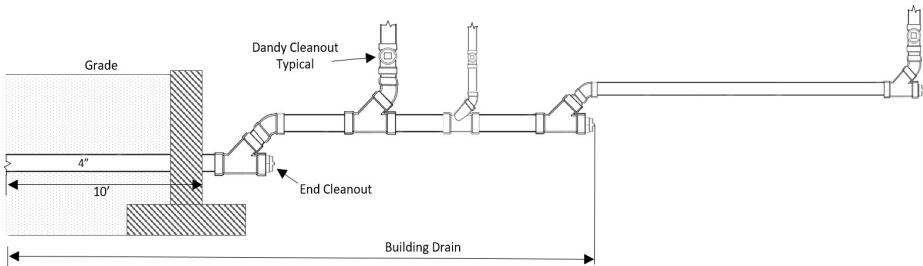 Dandy Cleanout
Typical
Grade
4”
10’
End Cleanout
Building Drain